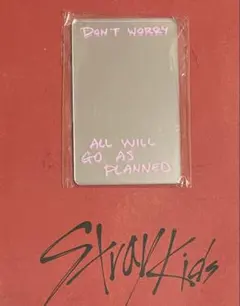 DON'T WORRY
ALL WILL
GO AS
PLANNED
Stray Kids